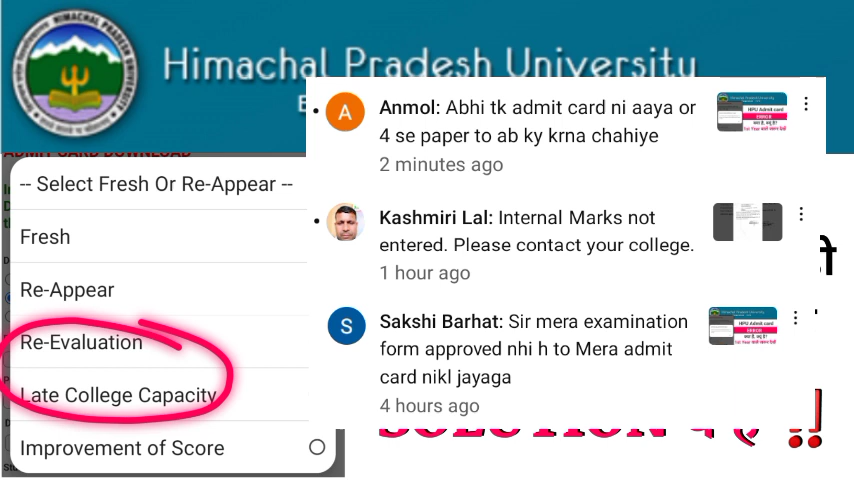 Himachal Pradesh University
-- Select Fresh Or Re-Appear --
Fresh
Re-Appear
Re-Evaluation
Late College Capacity
Improvement of Score
Anmol: Abhi tk admit card ni aaya or
4 se paper to ab ky krna chahiye
2 minutes ago
Kashmiri Lal: Internal Marks not
entered. Please contact your college.
1 hour ago
Sakshi Barhat: Sir mera examination
form approved nhi h to Mera admit
card nikl jayaga
4 hours ago